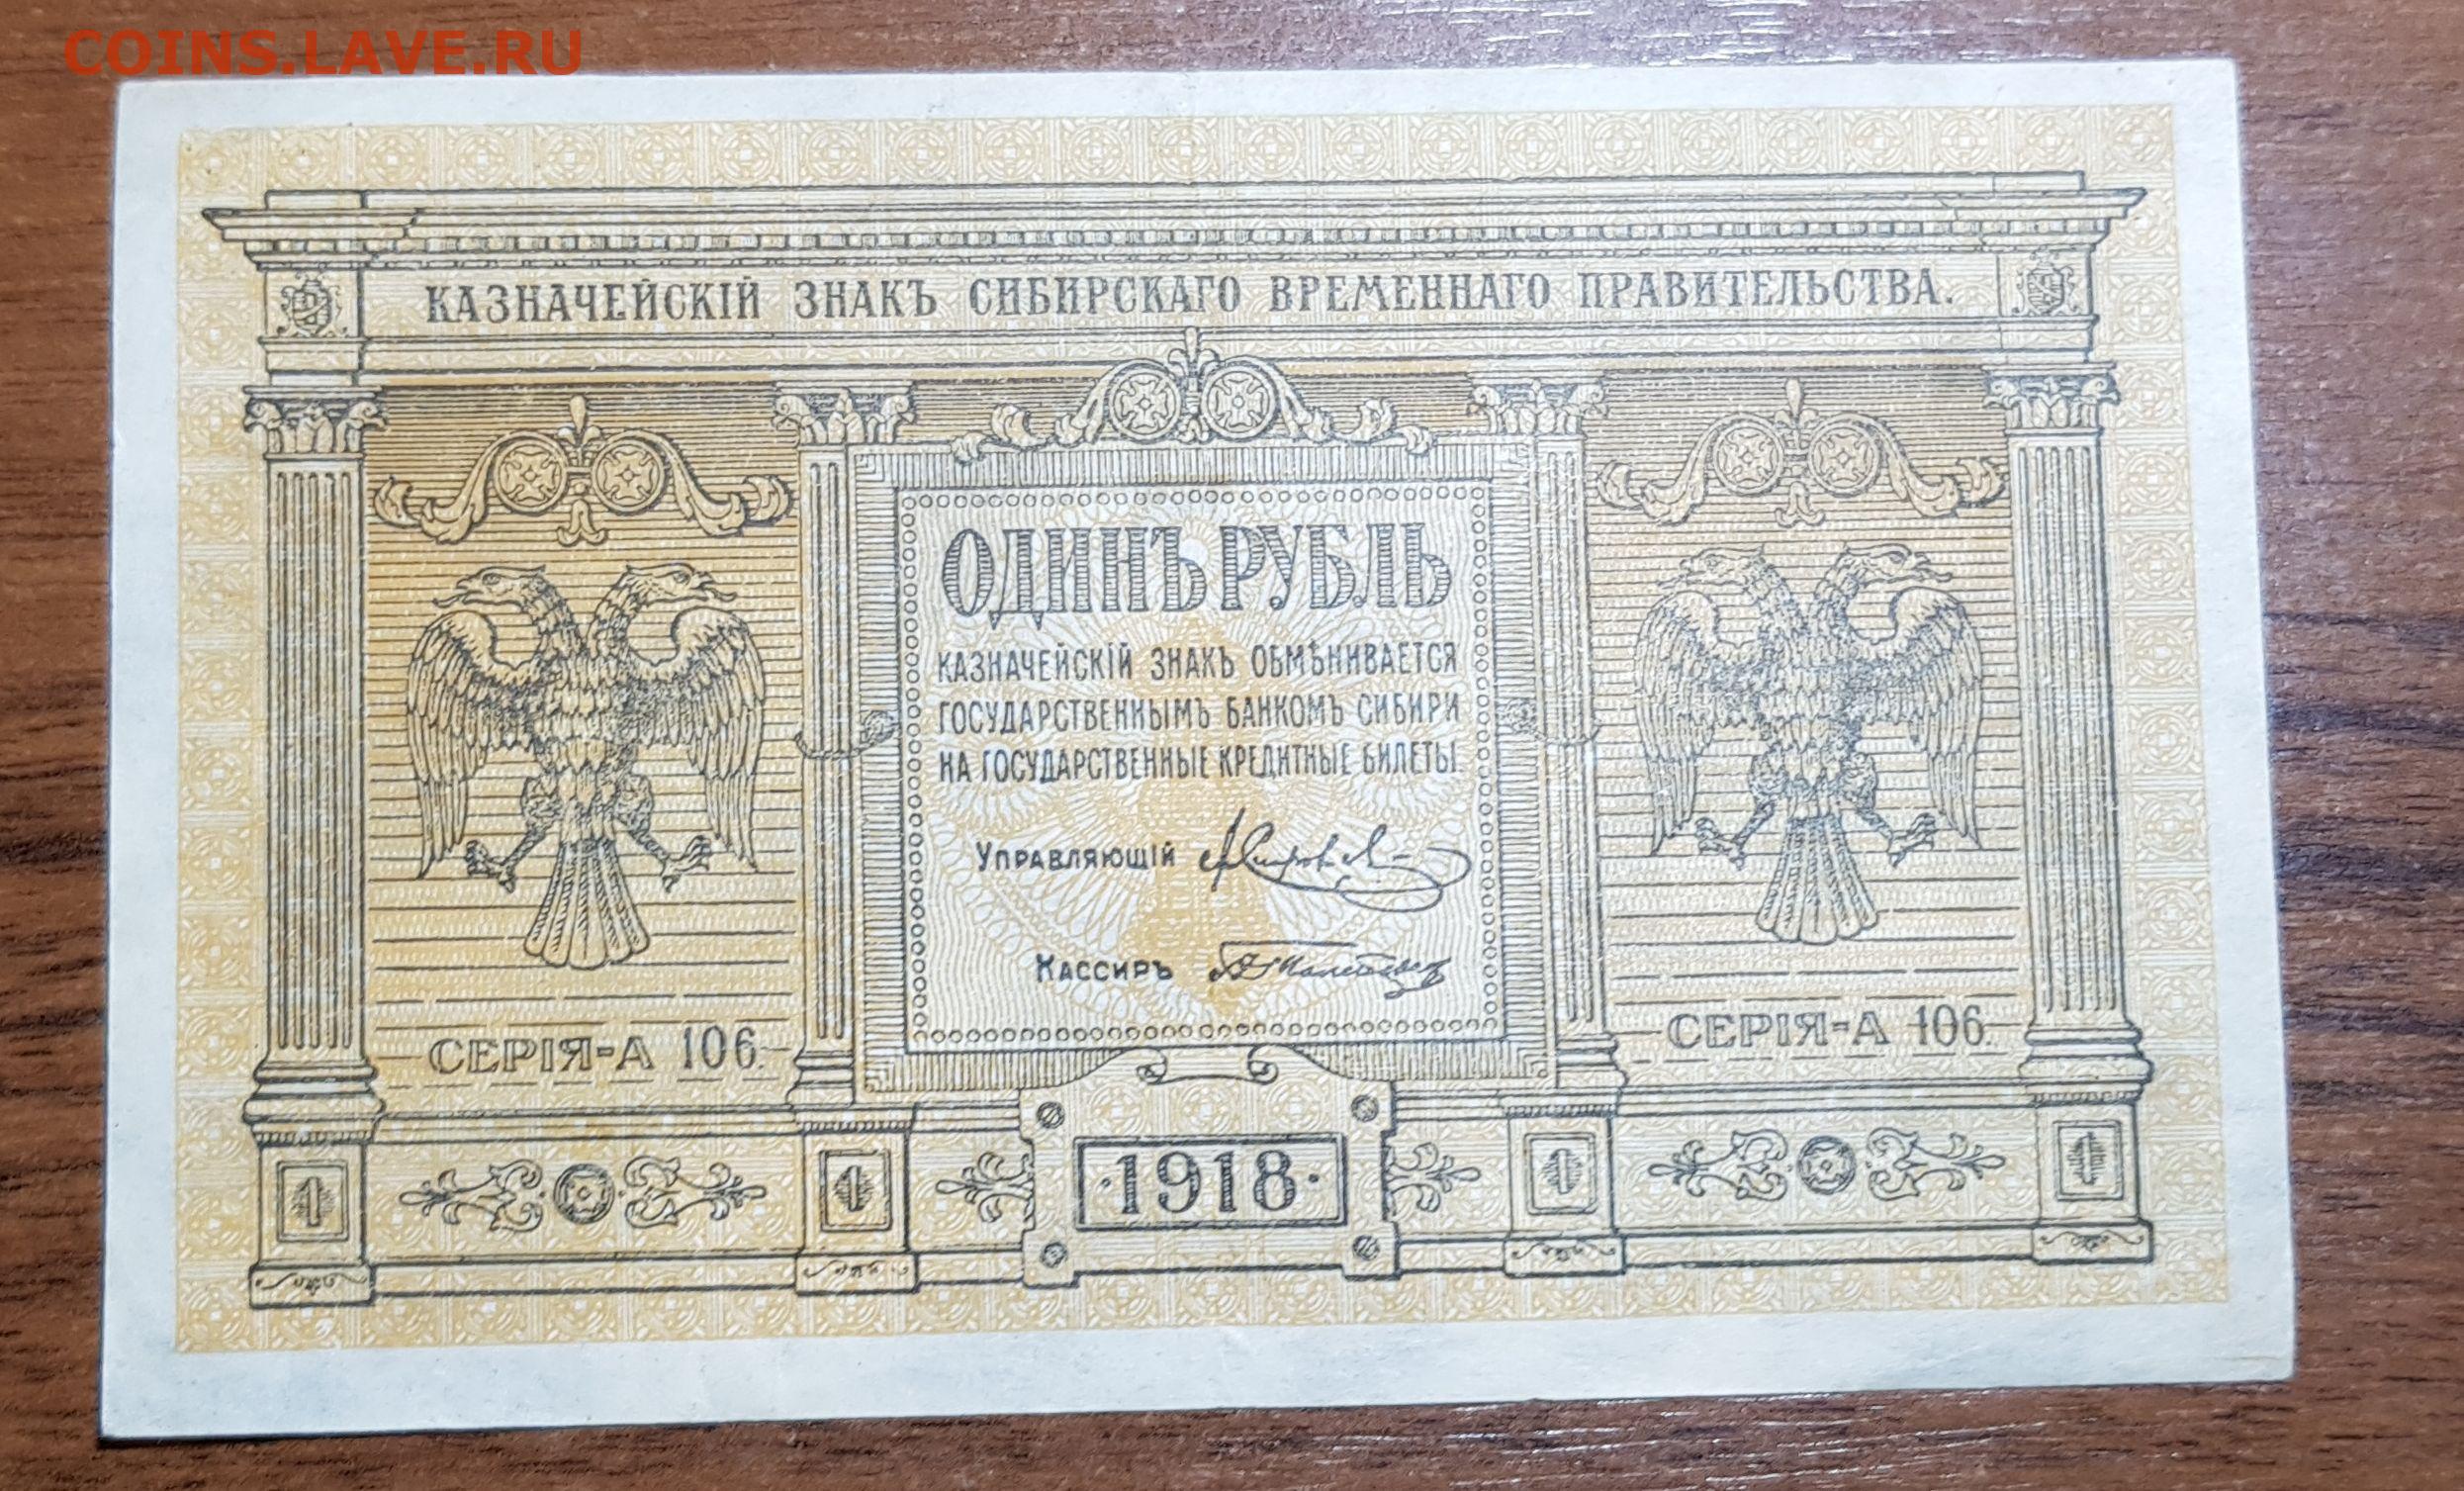 COINS.LAVE.RU
КАЗНАЧЕЙСКІЙ ЗНАКЪ СИБИРСКАГО ВРЕМЕННАГО ПРАВИТЕЛЬСТВА.
ОДИНЪ РУБЛЬ
КАЗНАЧЕЙСКІЙ ЗНАКЪ ОБМѢНИВАЕТСЯ
ГОСУДАРСТВЕННЫМЪ БАНКОМЪ СИБИРИ
НА ГОСУДАРСТВЕННЫЕ КРЕДИТНЫЕ БИЛЕТЫ.
УПРАВЛЯЮЩІЙ
КАССИРЪ
СЕРІЯ=А 106.
СЕРІЯ=А 106.
1 1 ·1918· 1 1